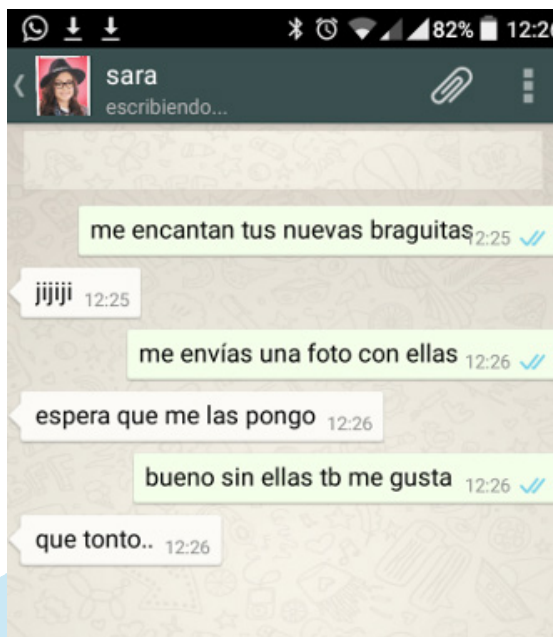 82% 12:26
sara
escribiendo...
me encantan tus nuevas braguitas 12:25
jijiji 12:25
me envías una foto con ellas 12:26
espera que me las pongo 12:26
bueno sin ellas tb me gusta 12:26
que tonto.. 12:26